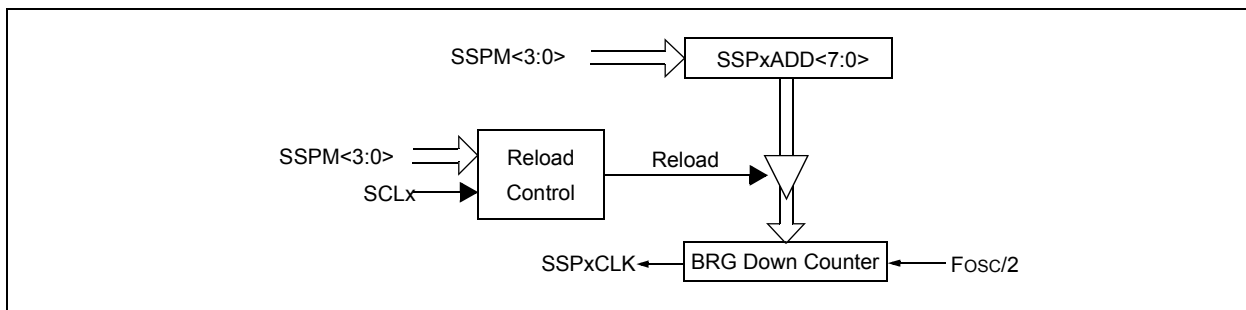 SSPM<3:0>
SSPxADD<7:0>
SSPM<3:0>
SCLx
Reload
Control
Reload
SSPxCLK
BRG Down Counter
FOSC/2